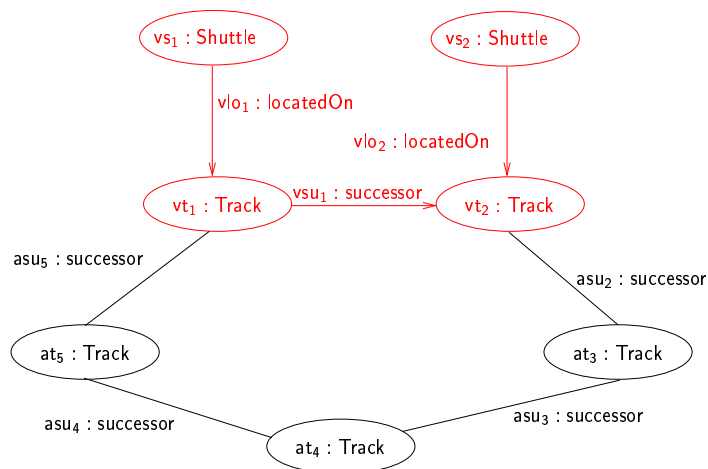 vs₁ : Shuttle
vs₂ : Shuttle
vlo₁ : locatedOn
vlo₂ : locatedOn
vsu₁ : successor
vt₁ : Track
vt₂ : Track
asu₅ : successor
asu₂ : successor
at₅ : Track
at₃ : Track
asu₃ : successor
asu₄ : successor
at₄ : Track